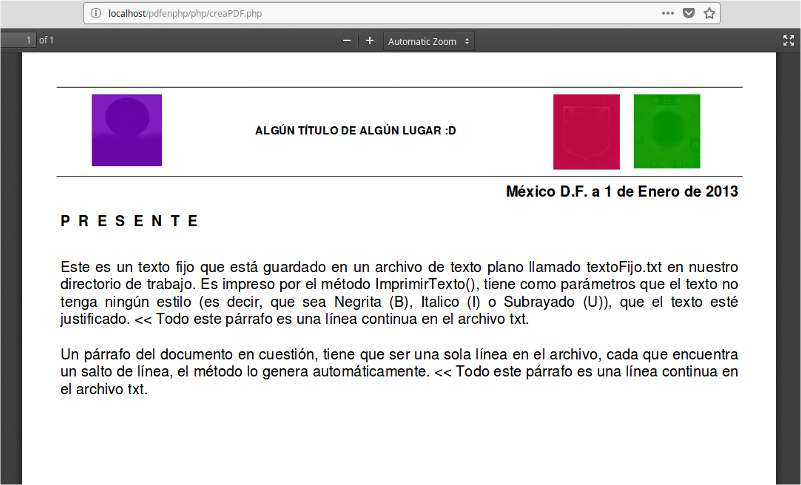 localhost/pdfenphp/php/creaPDF.php
1 of 1
Automatic Zoom
ALGÚN TÍTULO DE ALGÚN LUGAR :D
México D.F. a 1 de Enero de 2013
P R E S E N T E
Este es un texto fijo que está guardado en un archivo de texto plano llamado textoFijo.txt en nuestro
directorio de trabajo. Es impreso por el método ImprimirTexto(), tiene como parámetros que el texto no
tenga ningún estilo (es decir, que sea Negrita (B), Italico (I) o Subrayado (U)), que el texto esté
justificado. << Todo este párrafo es una línea continua en el archivo txt.
Un párrafo del documento en cuestión, tiene que ser una sola línea en el archivo, cada que encuentra
un salto de línea, el método lo genera automáticamente. << Todo este párrafo es una línea continua en
el archivo txt.